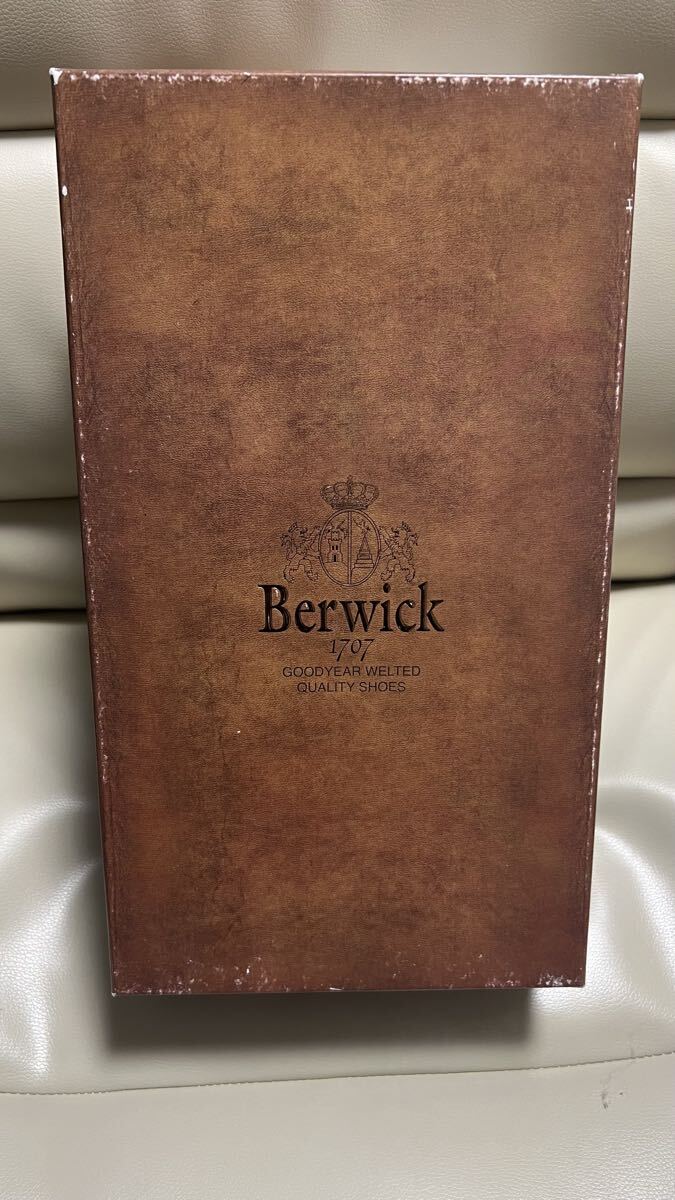 Berwick
1707
GOODYEAR WELTED
QUALITY SHOES